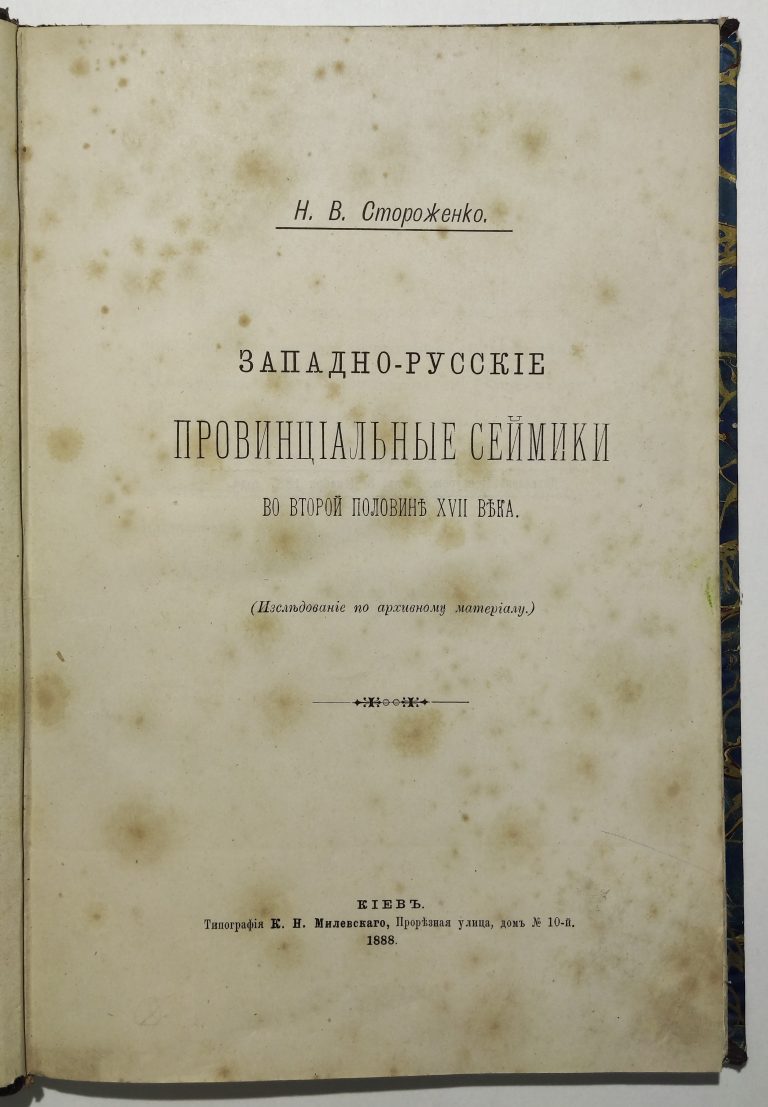 Н. В. Стороженко.
ЗАПАДНО-РУССКІЕ
ПРОВИНЦІАЛЬНЫЕ СЕЙМИКИ
ВО ВТОРОЙ ПОЛОВИНѢ XVII ВѢКА.
(Изслѣдованіе по архивному матеріалу.)
КІЕВЪ.
Типографія К. Н. Милевскаго, Прорѣзная улица, домъ № 10-й.
1888.